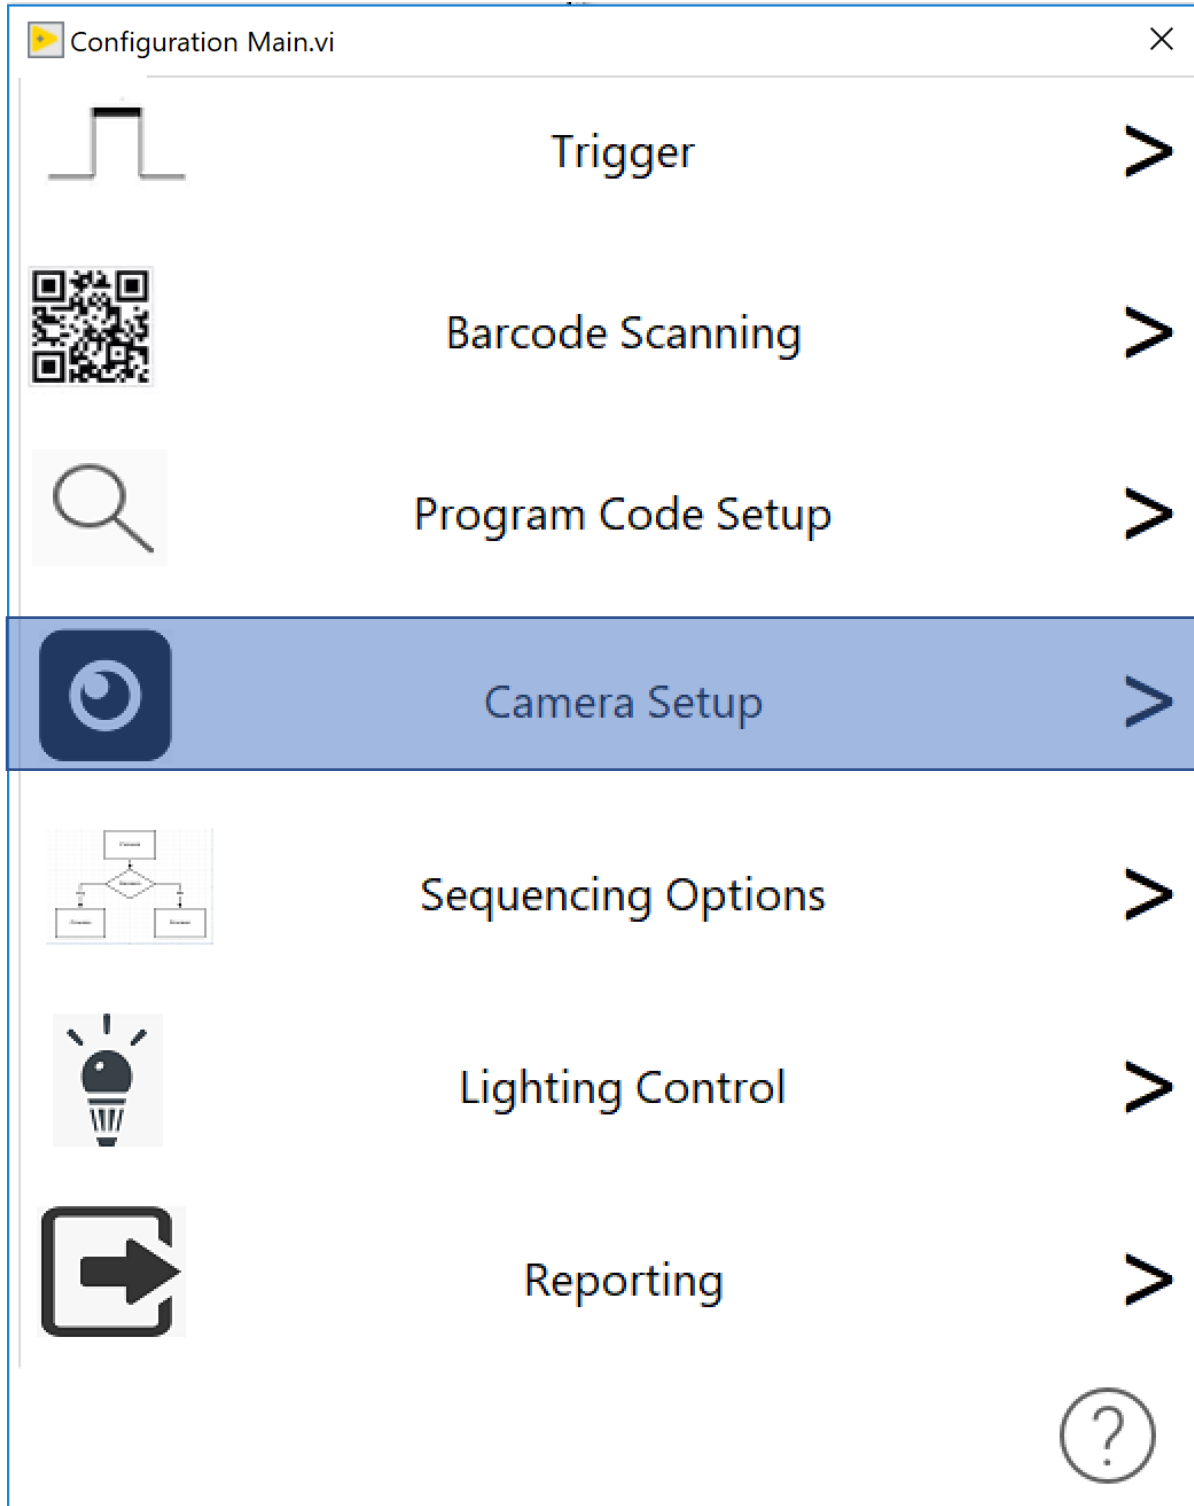 Configuration Main.vi
Trigger
>
Barcode Scanning
>
Program Code Setup
>
Camera Setup
>
Sequencing Options
>
Lighting Control
>
Reporting
>
?